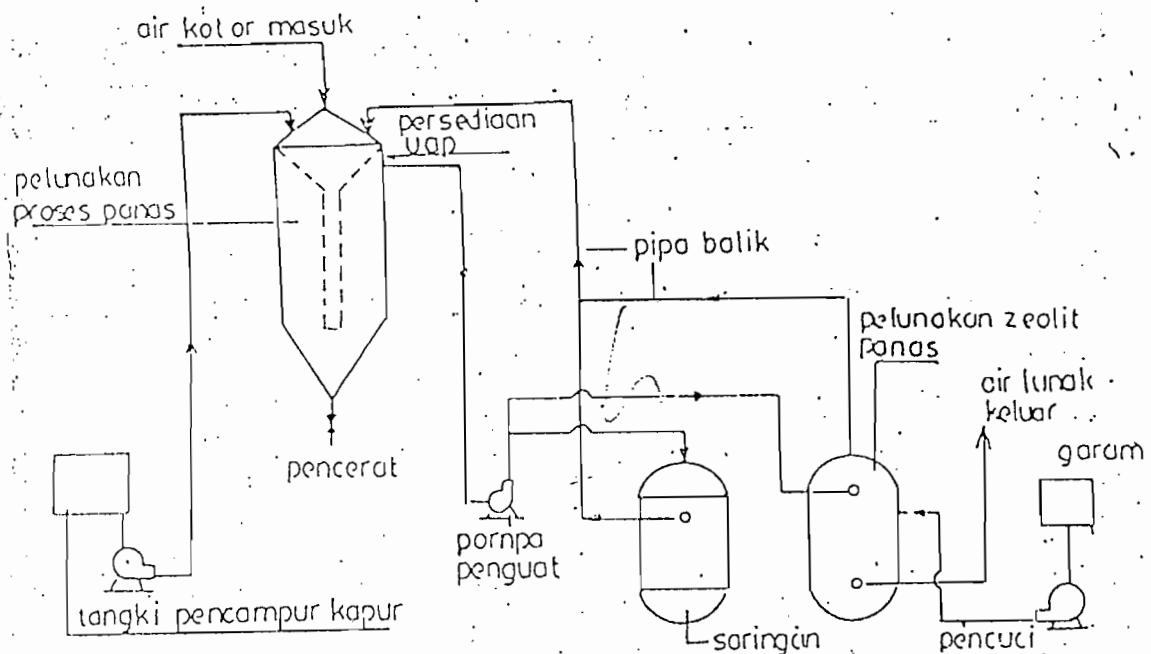 air kotor masuk
persediaan
uap
pelunakan
proses panas
pipa balik
pelunakan zeolit
panas
air lunak
keluar
garam
pencerat
pompa
penguat
tangki pencampur kapur
saringan
pencuci